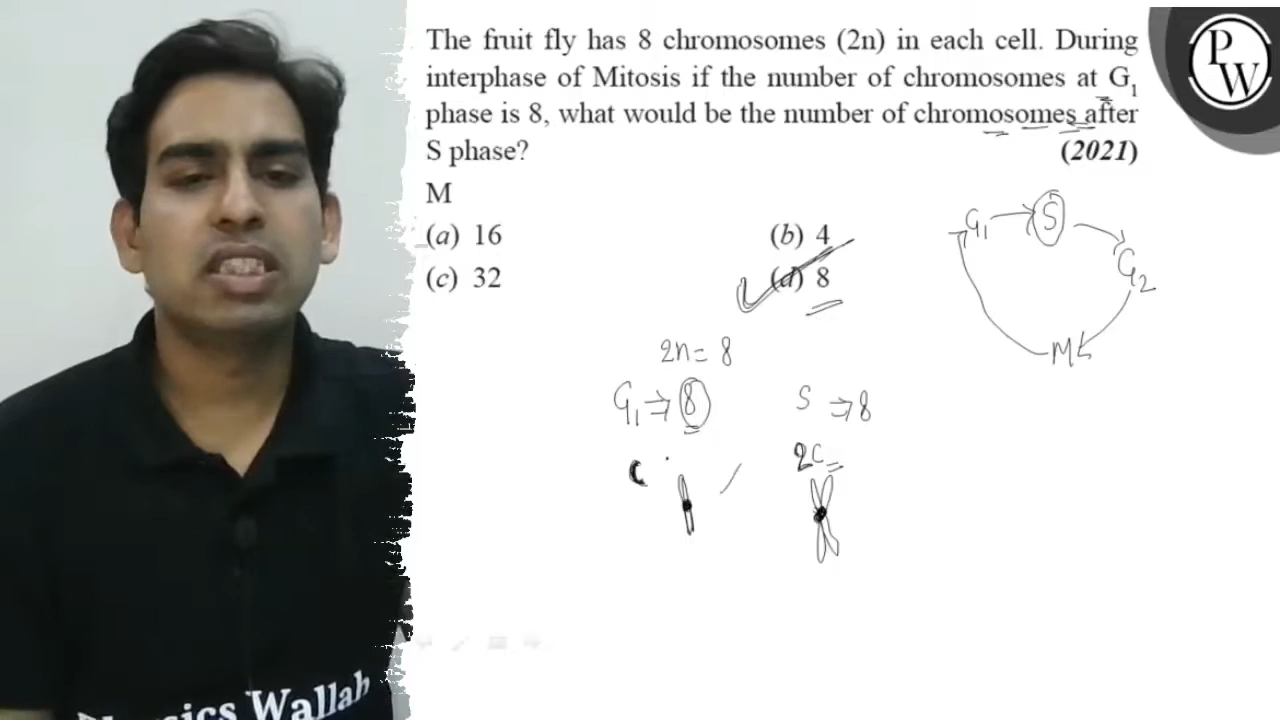 The fruit fly has 8 chromosomes (2n) in each cell. During
interphase of Mitosis if the number of chromosomes at G₁
phase is 8, what would be the number of chromosomes after
S phase? (2021)
M
(a) 16 (b) 4
(c) 32 (d) 8
PW
G₁ → S
G₂
M
2n = 8
G₁ ⇒ 8 S ⇒ 8
C 2C
Physics Wallah